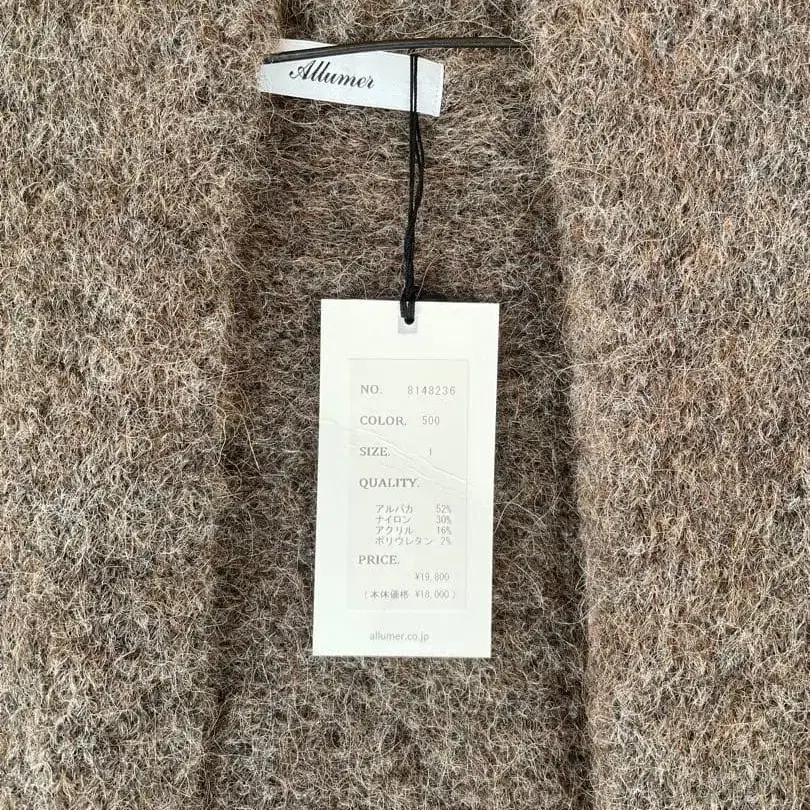 Allumer
NO. 8148236
COLOR. 500
SIZE. 1
QUALITY.
アルパカ 52%
ナイロン 30%
アクリル 16%
ポリウレタン 2%
PRICE.
¥19,800
(本体価格 ¥18,000)
allumer.co.jp